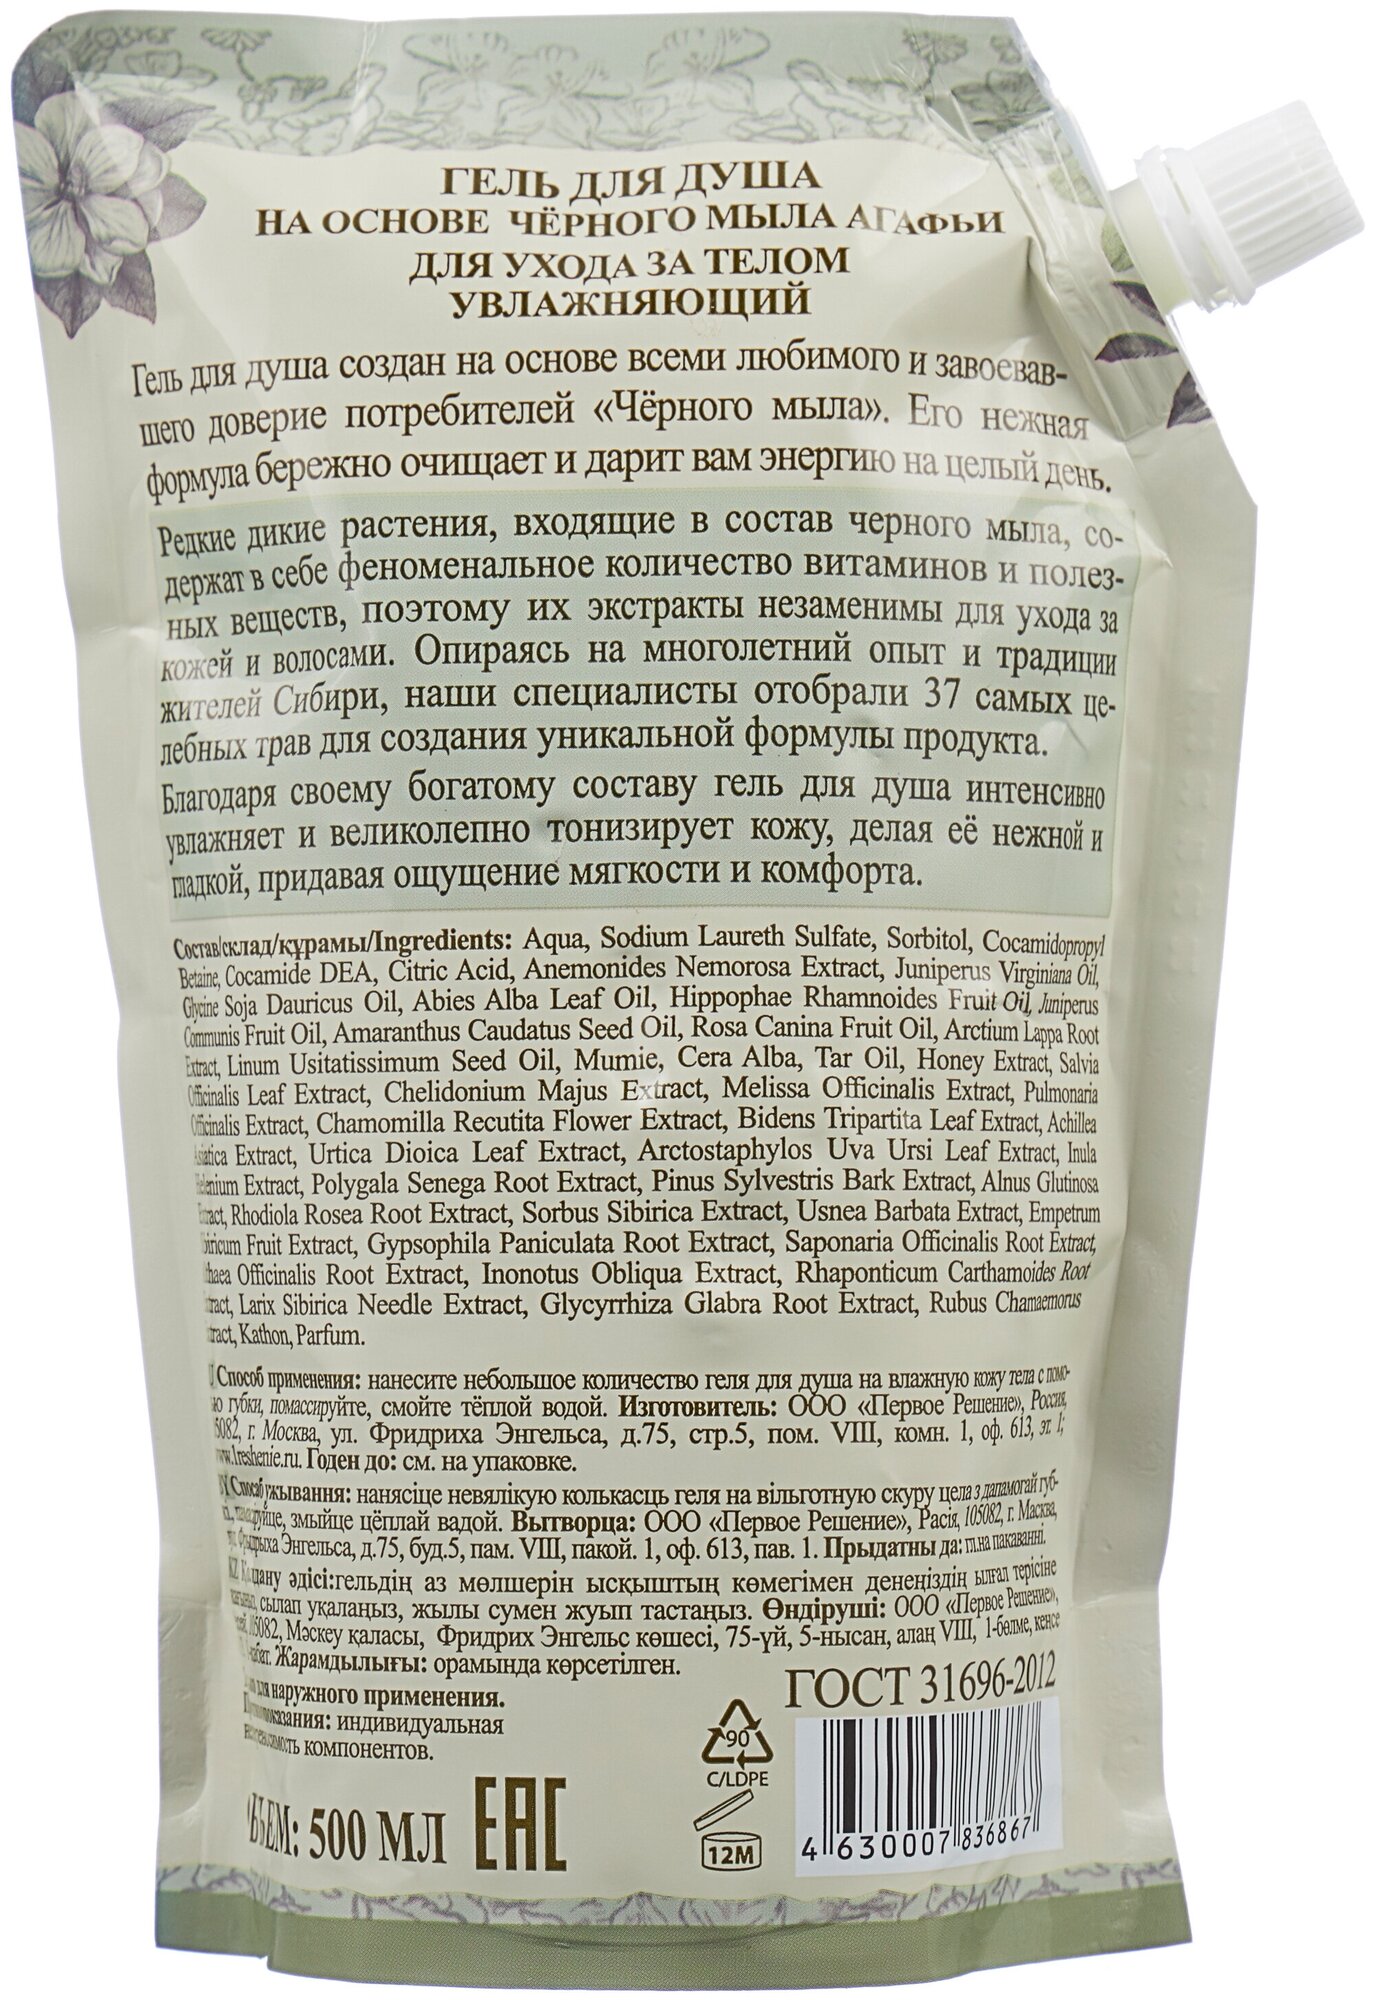 ГЕЛЬ ДЛЯ ДУША
НА ОСНОВЕ ЧЁРНОГО МЫЛА АГАФЬИ
ДЛЯ УХОДА ЗА ТЕЛОМ
УВЛАЖНЯЮЩИЙ
Гель для душа создан на основе всеми любимого и завоевав-
шего доверие потребителей «Чёрного мыла». Его нежная
формула бережно очищает и дарит вам энергию на целый день.
Редкие дикие растения, входящие в состав черного мыла, со-
держат в себе феноменальное количество витаминов и полез-
ных веществ, поэтому их экстракты незаменимы для ухода за
кожей и волосами. Опираясь на многолетний опыт и традиции
жителей Сибири, наши специалисты отобрали 37 самых це-
лебных трав для создания уникальной формулы продукта.
Благодаря своему богатому составу гель для душа интенсивно
увлажняет и великолепно тонизирует кожу, делая её нежной и
гладкой, придавая ощущение мягкости и комфорта.
Состав/склад/құрамы/Ingredients: Aqua, Sodium Laureth Sulfate, Sorbitol, Cocamidopropyl
Betaine, Cocamide DEA, Citric Acid, Anemonides Nemorosa Extract, Juniperus Virginiana Oil,
Glycine Soja Dauricus Oil, Abies Alba Leaf Oil, Hippophae Rhamnoides Fruit Oil, Juniperus
Communis Fruit Oil, Amaranthus Caudatus Seed Oil, Rosa Canina Fruit Oil, Arctium Lappa Root
Extract, Linum Usitatissimum Seed Oil, Mumie, Cera Alba, Tar Oil, Honey Extract, Salvia
Officinalis Leaf Extract, Chelidonium Majus Extract, Melissa Officinalis Extract, Pulmonaria
Officinalis Extract, Chamomilla Recutita Flower Extract, Bidens Tripartita Leaf Extract, Achillea
Asiatica Extract, Urtica Dioica Leaf Extract, Arctostaphylos Uva Ursi Leaf Extract, Inula
Helenium Extract, Polygala Senega Root Extract, Pinus Sylvestris Bark Extract, Alnus Glutinosa
Extract, Rhodiola Rosea Root Extract, Sorbus Sibirica Extract, Usnea Barbata Extract, Empetrum
Sibiricum Fruit Extract, Gypsophila Paniculata Root Extract, Saponaria Officinalis Root Extract,
Officinalis Root Extract, Inonotus Obliqua Extract, Rhaponticum Carthamoides Root
Larix Sibirica Needle Extract, Glycyrrhiza Glabra Root Extract, Rubus Chamaemorus
Kathon, Parfum.
Способ применения: нанесите небольшое количество геля для душа на влажную кожу тела с помо-
губки, помассируйте, смойте тёплой водой. Изготовитель: ООО «Первое Решение», Россия,
г. Москва, ул. Фридриха Энгельса, д.75, стр.5, пом. VIII, комн. 1, оф. 613, эт. 1;
www.1reshenie.ru. Годен до: см. на упаковке.
Спосаб ўжывання: нанясіце невялікую колькасць геля на вільготную скуру цела з дапамогай губ-
змыйце цёплай вадой. Вытворца: ООО «Первое Решение», Расія, 105082, г. Масква,
Энгельса, д.75, буд.5, пам. VIII, пакой. 1, оф. 613, пав. 1. Прыдатны да: гл.на пакаванні.
әдісі:гельдің аз мөлшерін ысқыштың көмегімен денеңіздің ылғал терісіне
сылап уқалаңыз, жылы сумен жуып тастаңыз. Өндіруші: ООО «Первое Решение»,
105082, Мәскеу қаласы, Фридрих Энгельс көшесі, 75-үй, 5-нысан, алаң VIII, 1-бөлме, кеңсе
Жарамдылығы: орамында көрсетілген.
для наружного применения.
ГОСТ 31696-2012
Противопоказания: индивидуальная
компонентов.
90
C/LDPE
ОБЪЕМ: 500 МЛ
EAC
12M
4 630007 836867